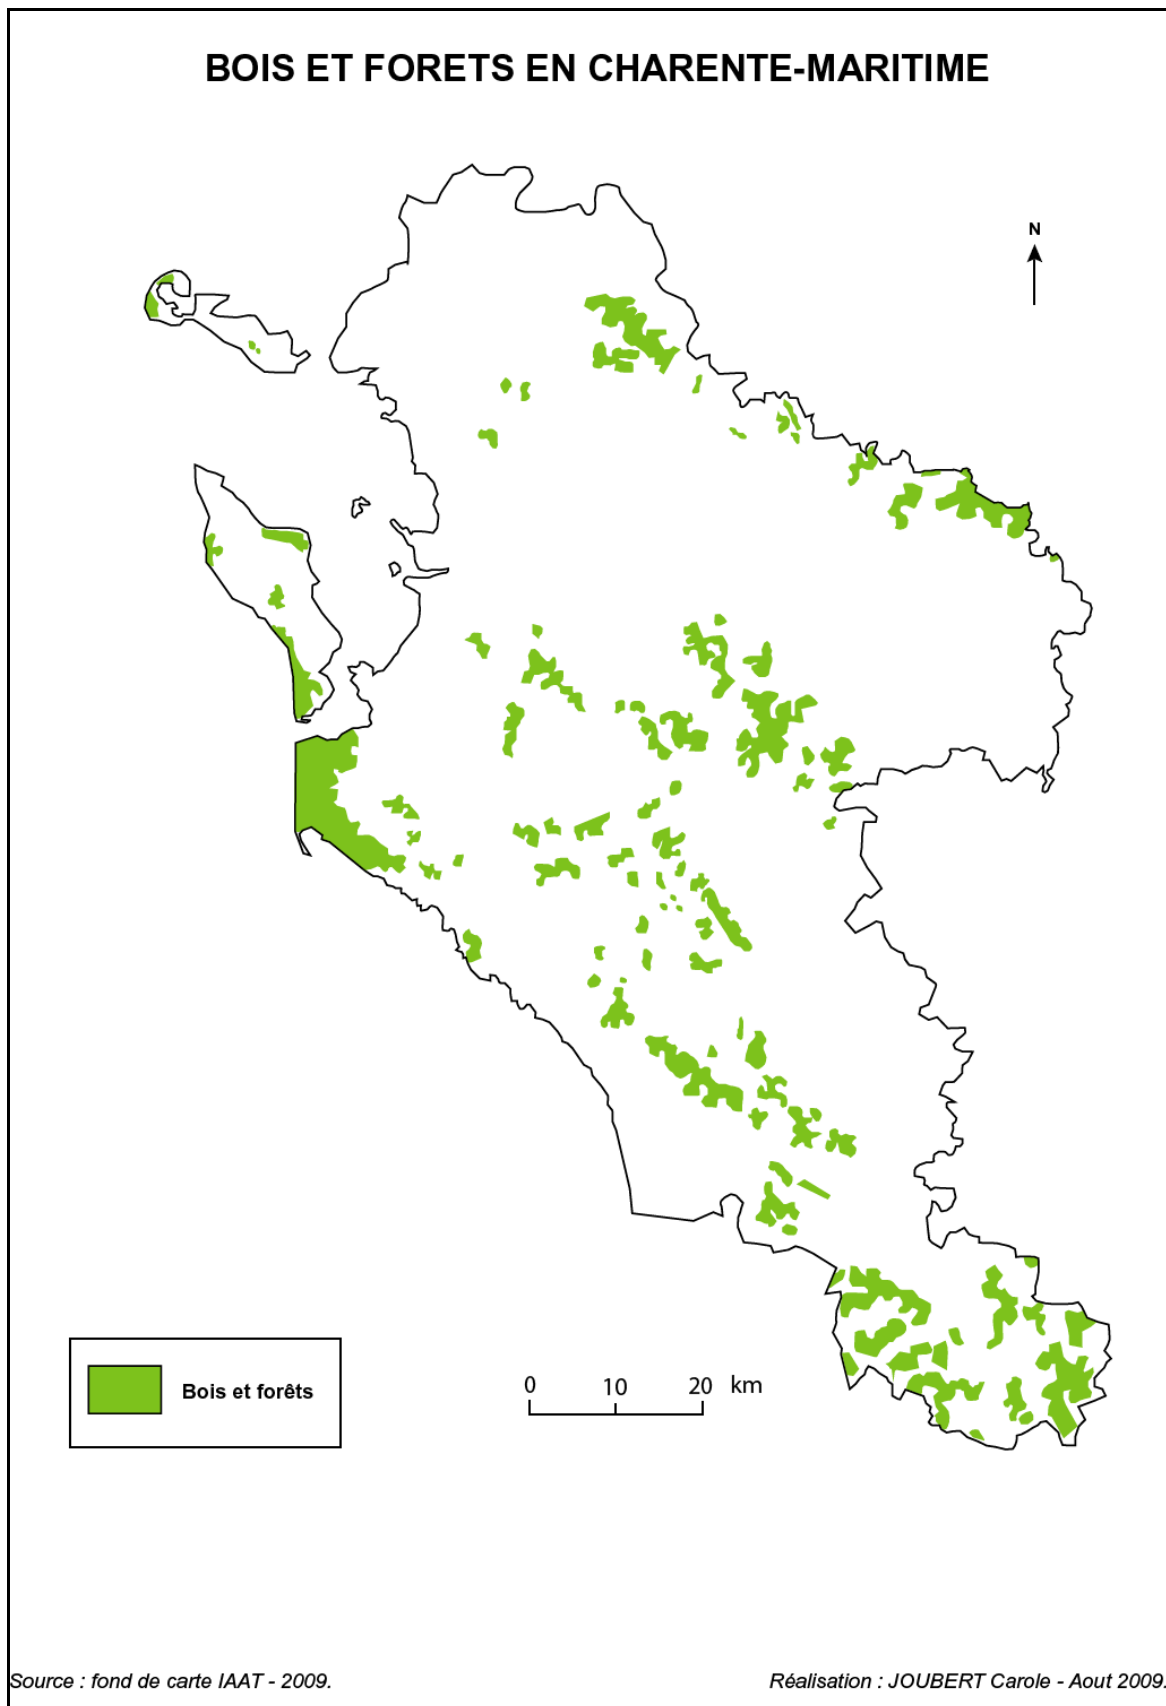 BOIS ET FORETS EN CHARENTE-MARITIME
N
Bois et forêts
0 10 20 km
Source : fond de carte IAAT - 2009.
Réalisation : JOUBERT Carole - Aout 2009.